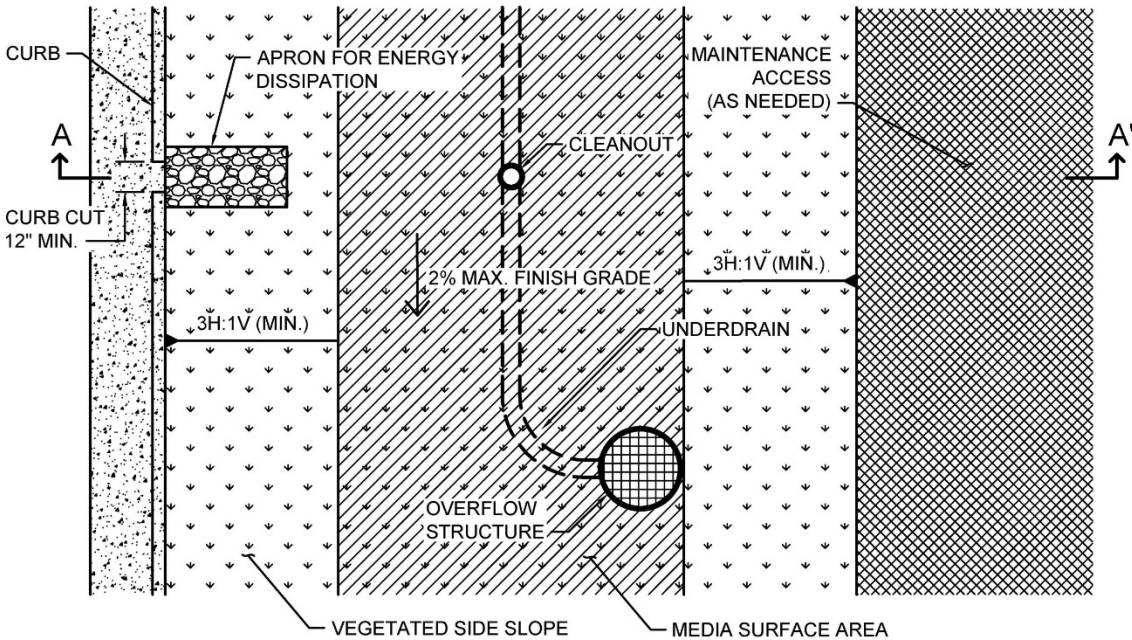 CURB
APRON FOR ENERGY
DISSIPATION
MAINTENANCE
ACCESS
(AS NEEDED)
A
A'
CLEANOUT
CURB CUT
12" MIN.
2% MAX. FINISH GRADE
3H:1V (MIN.)
3H:1V (MIN.)
UNDERDRAIN
OVERFLOW
STRUCTURE
VEGETATED SIDE SLOPE
MEDIA SURFACE AREA